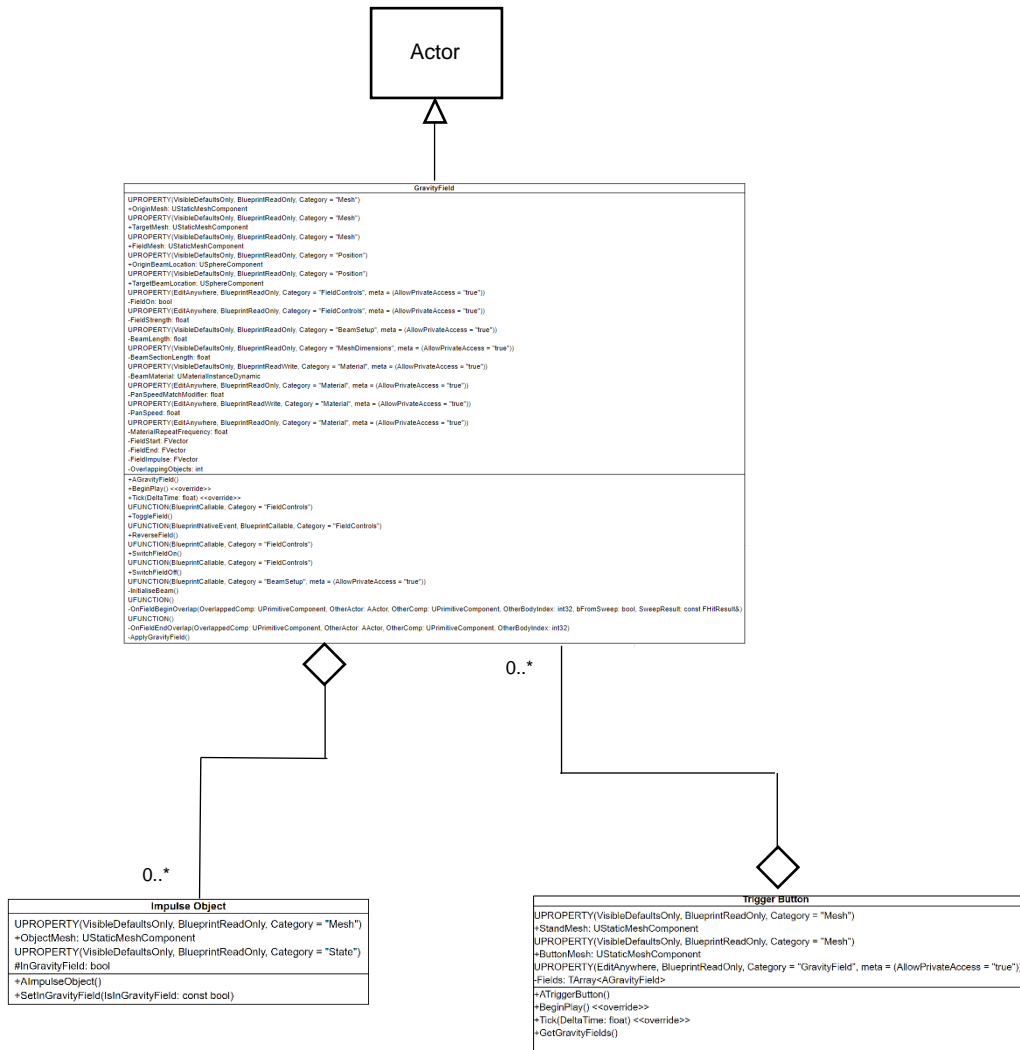 Actor
GravityField
UPROPERTY(VisibleDefaultsOnly, BlueprintReadOnly, Category = "Mesh")
+OriginMesh: UStaticMeshComponent
UPROPERTY(VisibleDefaultsOnly, BlueprintReadOnly, Category = "Mesh")
+TargetMesh: UStaticMeshComponent
UPROPERTY(VisibleDefaultsOnly, BlueprintReadOnly, Category = "Mesh")
+FieldMesh: UStaticMeshComponent
UPROPERTY(VisibleDefaultsOnly, BlueprintReadOnly, Category = "Position")
+OriginBeamLocation: USphereComponent
UPROPERTY(VisibleDefaultsOnly, BlueprintReadOnly, Category = "Position")
+TargetBeamLocation: USphereComponent
UPROPERTY(EditAnywhere, BlueprintReadOnly, Category = "FieldControls", meta = (AllowPrivateAccess = "true"))
-FieldOn: bool
UPROPERTY(EditAnywhere, BlueprintReadOnly, Category = "FieldControls", meta = (AllowPrivateAccess = "true"))
-FieldStrength: float
UPROPERTY(VisibleDefaultsOnly, BlueprintReadOnly, Category = "BeamSetup", meta = (AllowPrivateAccess = "true"))
-BeamLength: float
UPROPERTY(VisibleDefaultsOnly, BlueprintReadOnly, Category = "MeshDimensions", meta = (AllowPrivateAccess = "true"))
-BeamSectionLength: float
UPROPERTY(VisibleDefaultsOnly, BlueprintReadWrite, Category = "Material", meta = (AllowPrivateAccess = "true"))
-BeamMaterial: UMaterialInstanceDynamic
UPROPERTY(EditAnywhere, BlueprintReadOnly, Category = "Material", meta = (AllowPrivateAccess = "true"))
-PanSpeedMatchModifier: float
UPROPERTY(EditAnywhere, BlueprintReadWrite, Category = "Material", meta = (AllowPrivateAccess = "true"))
-PanSpeed: float
UPROPERTY(EditAnywhere, BlueprintReadOnly, Category = "Material", meta = (AllowPrivateAccess = "true"))
-MaterialRepeatFrequency: float
-FieldStart: FVector
-FieldEnd: FVector
-FieldImpulse: FVector
-OverlappingObjects: int
+AGravityField()
+BeginPlay() <<override>>
+Tick(DeltaTime: float) <<override>>
UFUNCTION(BlueprintCallable, Category = "FieldControls")
+ToggleField()
UFUNCTION(BlueprintNativeEvent, BlueprintCallable, Category = "FieldControls")
+ReverseField()
UFUNCTION(BlueprintCallable, Category = "FieldControls")
+SwitchFieldOn()
UFUNCTION(BlueprintCallable, Category = "FieldControls")
+SwitchFieldOff()
UFUNCTION(BlueprintCallable, Category = "BeamSetup", meta = (AllowPrivateAccess = "true"))
-InitialiseBeam()
UFUNCTION()
-OnFieldBeginOverlap(OverlappedComp: UPrimitiveComponent, OtherActor: AActor, OtherComp: UPrimitiveComponent, OtherBodyIndex: int32, bFromSweep: bool, SweepResult: const FHitResult&)
UFUNCTION()
-OnFieldEndOverlap(OverlappedComp: UPrimitiveComponent, OtherActor: AActor, OtherComp: UPrimitiveComponent, OtherBodyIndex: int32)
-ApplyGravityField()
0..*
0..*
Impulse Object
UPROPERTY(VisibleDefaultsOnly, BlueprintReadOnly, Category = "Mesh")
+ObjectMesh: UStaticMeshComponent
UPROPERTY(VisibleDefaultsOnly, BlueprintReadOnly, Category = "State")
#InGravityField: bool
+AImpulseObject()
+SetInGravityField(IsInGravityField: const bool)
Trigger Button
UPROPERTY(VisibleDefaultsOnly, BlueprintReadOnly, Category = "Mesh")
+StandMesh: UStaticMeshComponent
UPROPERTY(VisibleDefaultsOnly, BlueprintReadOnly, Category = "Mesh")
+ButtonMesh: UStaticMeshComponent
UPROPERTY(EditAnywhere, BlueprintReadOnly, Category = "GravityField", meta = (AllowPrivateAccess = "true"))
-Fields: TArray<AGravityField>
+ATriggerButton()
+BeginPlay() <<override>>
+Tick(DeltaTime: float) <<override>>
+GetGravityFields()